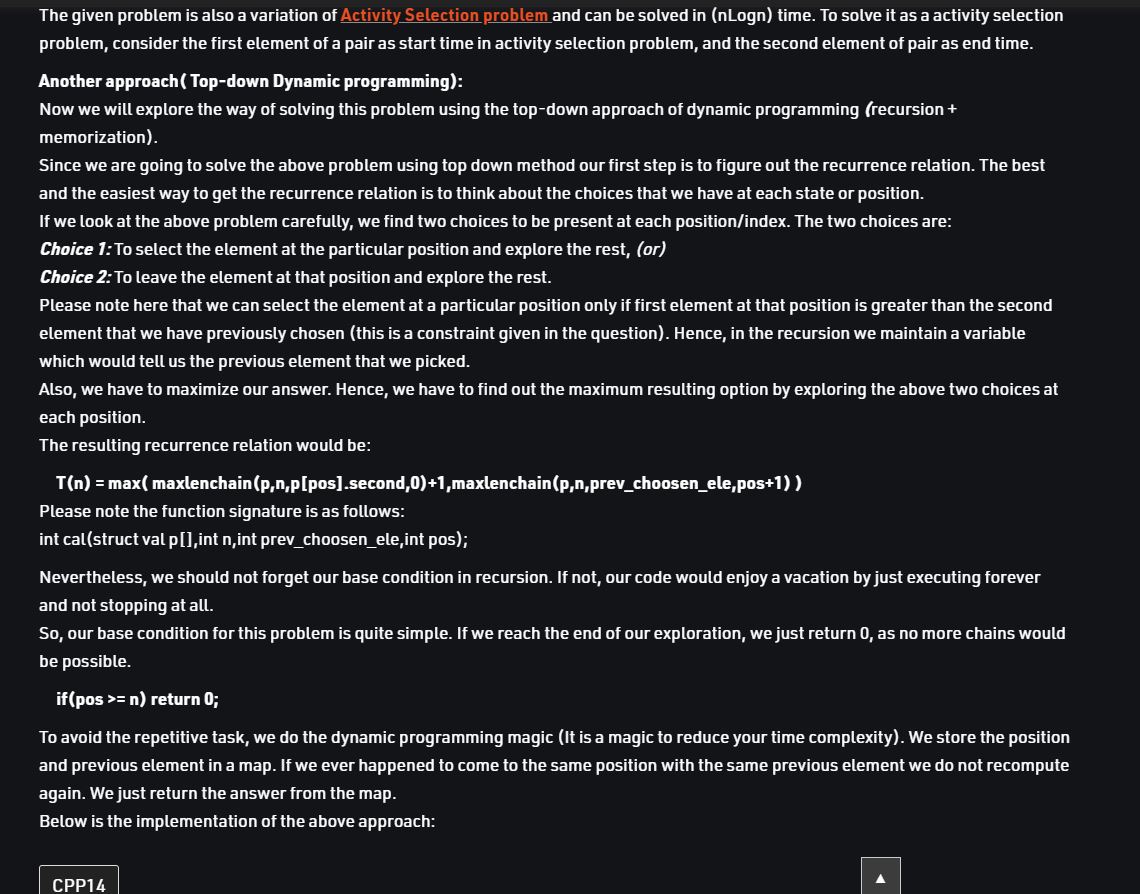 The given problem is also a variation of Activity Selection problem and can be solved in (nLogn) time. To solve it as a activity selection
problem, consider the first element of a pair as start time in activity selection problem, and the second element of pair as end time.
Another approach( Top-down Dynamic programming):
Now we will explore the way of solving this problem using the top-down approach of dynamic programming (recursion +
memorization).
Since we are going to solve the above problem using top down method our first step is to figure out the recurrence relation. The best
and the easiest way to get the recurrence relation is to think about the choices that we have at each state or position.
If we look at the above problem carefully, we find two choices to be present at each position/index. The two choices are:
Choice 1: To select the element at the particular position and explore the rest, (or)
Choice 2: To leave the element at that position and explore the rest.
Please note here that we can select the element at a particular position only if first element at that position is greater than the second
element that we have previously chosen (this is a constraint given in the question). Hence, in the recursion we maintain a variable
which would tell us the previous element that we picked.
Also, we have to maximize our answer. Hence, we have to find out the maximum resulting option by exploring the above two choices at
each position.
The resulting recurrence relation would be:
T(n) = max( maxlenchain(p,n,p[pos].second,0)+1,maxlenchain(p,n,prev_choosen_ele,pos+1) )
Please note the function signature is as follows:
int cal(struct val p[],int n,int prev_choosen_ele,int pos);
Nevertheless, we should not forget our base condition in recursion. If not, our code would enjoy a vacation by just executing forever
and not stopping at all.
So, our base condition for this problem is quite simple. If we reach the end of our exploration, we just return 0, as no more chains would
be possible.
if(pos >= n) return 0;
To avoid the repetitive task, we do the dynamic programming magic (It is a magic to reduce your time complexity). We store the position
and previous element in a map. If we ever happened to come to the same position with the same previous element we do not recompute
again. We just return the answer from the map.
Below is the implementation of the above approach:
CPP14